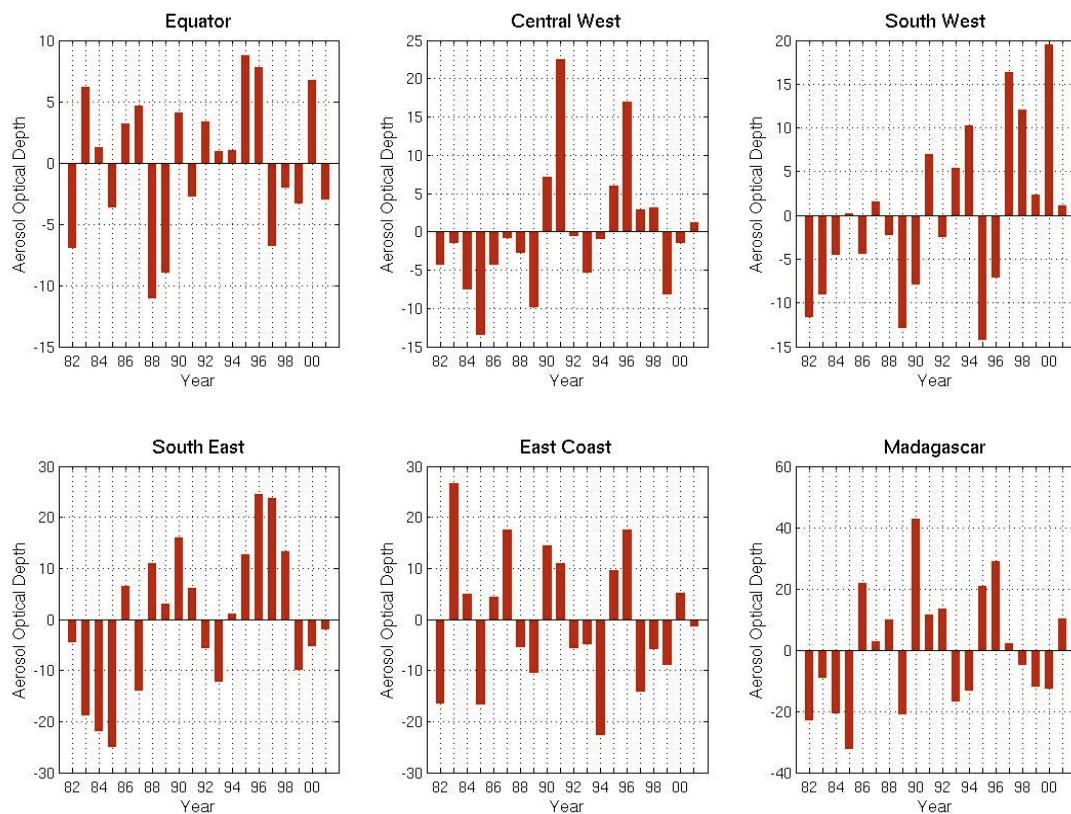 Equator
Aerosol Optical Depth
10
5
0
-5
-10
-15
82 84 86 88 90 92 94 96 98 00
Year
Central West
Aerosol Optical Depth
25
20
15
10
5
0
-5
-10
-15
82 84 86 88 90 92 94 96 98 00
Year
South West
Aerosol Optical Depth
20
15
10
5
0
-5
-10
-15
82 84 86 88 90 92 94 96 98 00
Year
South East
Aerosol Optical Depth
30
20
10
0
-10
-20
-30
82 84 86 88 90 92 94 96 98 00
Year
East Coast
Aerosol Optical Depth
30
20
10
0
-10
-20
-30
82 84 86 88 90 92 94 96 98 00
Year
Madagascar
Aerosol Optical Depth
60
40
20
0
-20
-40
82 84 86 88 90 92 94 96 98 00
Year